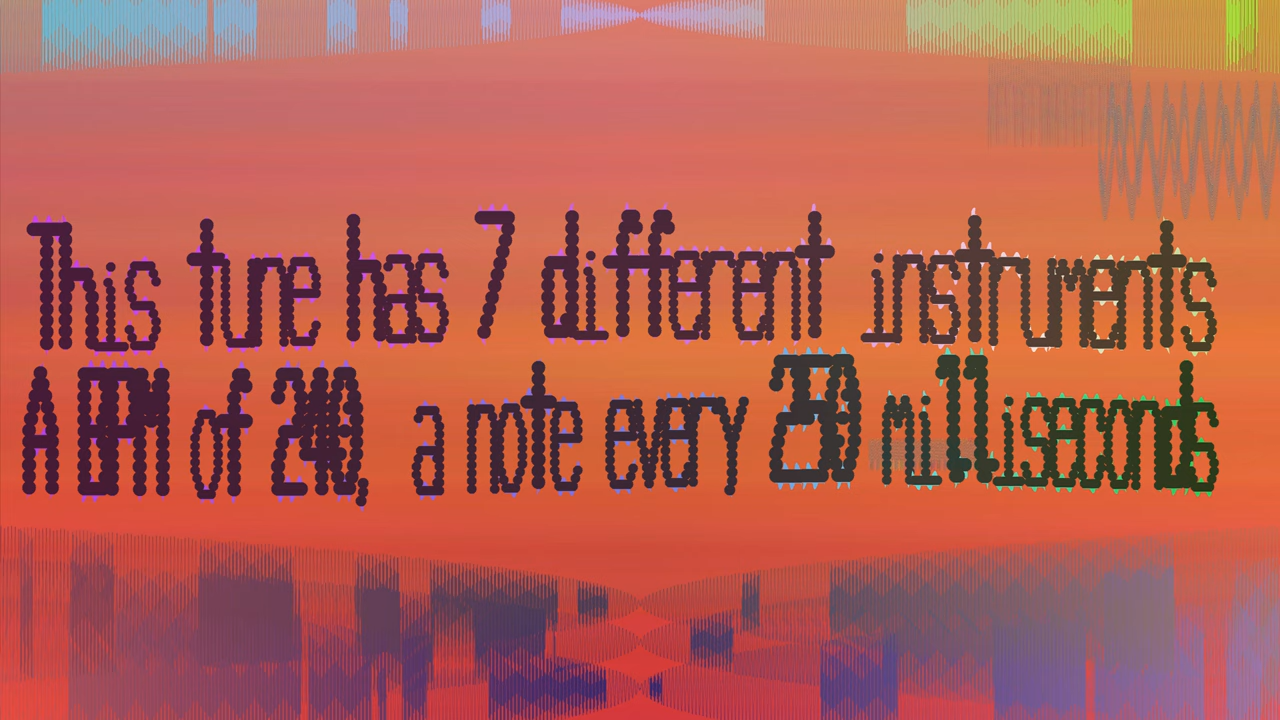 This tune has 7 different instruments
A BPM of 240, a note every 250 milliseconds